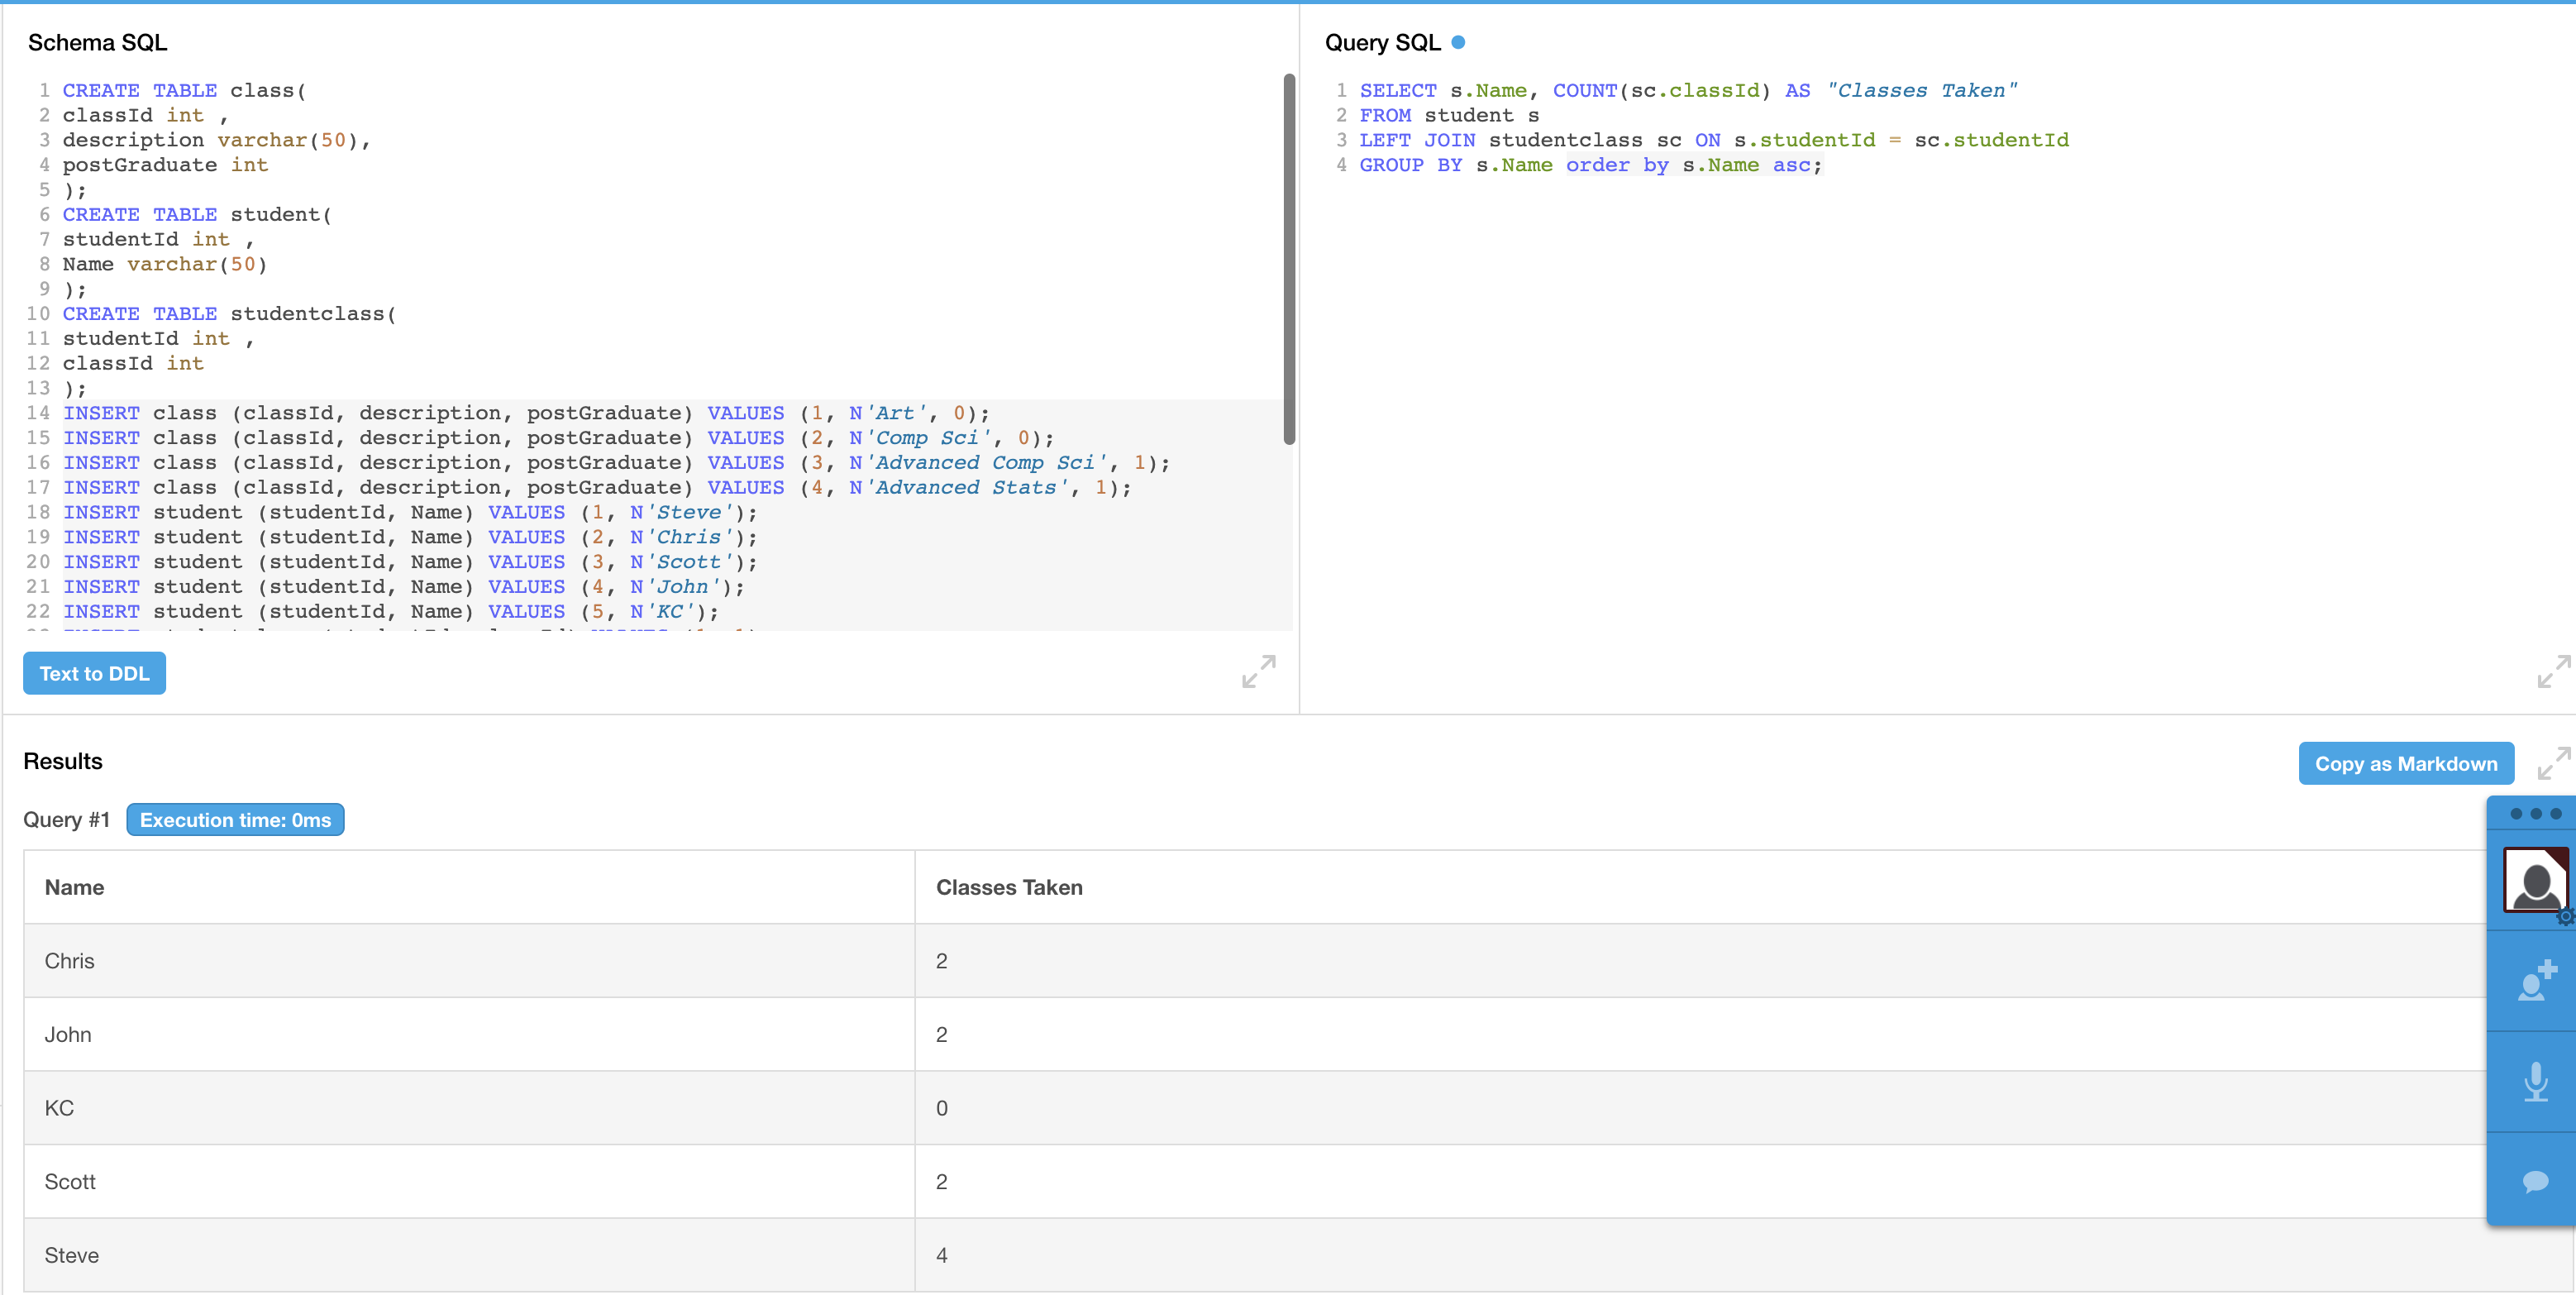 Schema SQL
1 CREATE TABLE class(
2 classId int ,
3 description varchar(50),
4 postGraduate int
5 );
6 CREATE TABLE student(
7 studentId int ,
8 Name varchar(50)
9 );
10 CREATE TABLE studentclass(
11 studentId int ,
12 classId int
13 );
14 INSERT class (classId, description, postGraduate) VALUES (1, N'Art', 0);
15 INSERT class (classId, description, postGraduate) VALUES (2, N'Comp Sci', 0);
16 INSERT class (classId, description, postGraduate) VALUES (3, N'Advanced Comp Sci', 1);
17 INSERT class (classId, description, postGraduate) VALUES (4, N'Advanced Stats', 1);
18 INSERT student (studentId, Name) VALUES (1, N'Steve');
19 INSERT student (studentId, Name) VALUES (2, N'Chris');
20 INSERT student (studentId, Name) VALUES (3, N'Scott');
21 INSERT student (studentId, Name) VALUES (4, N'John');
22 INSERT student (studentId, Name) VALUES (5, N'KC');
Text to DDL
Query SQL
1 SELECT s.Name, COUNT(sc.classId) AS "Classes Taken"
2 FROM student s
3 LEFT JOIN studentclass sc ON s.studentId = sc.studentId
4 GROUP BY s.Name order by s.Name asc;
Results
Copy as Markdown
Query #1 Execution time: 0ms
Name Classes Taken
Chris 2
John 2
KC 0
Scott 2
Steve 4